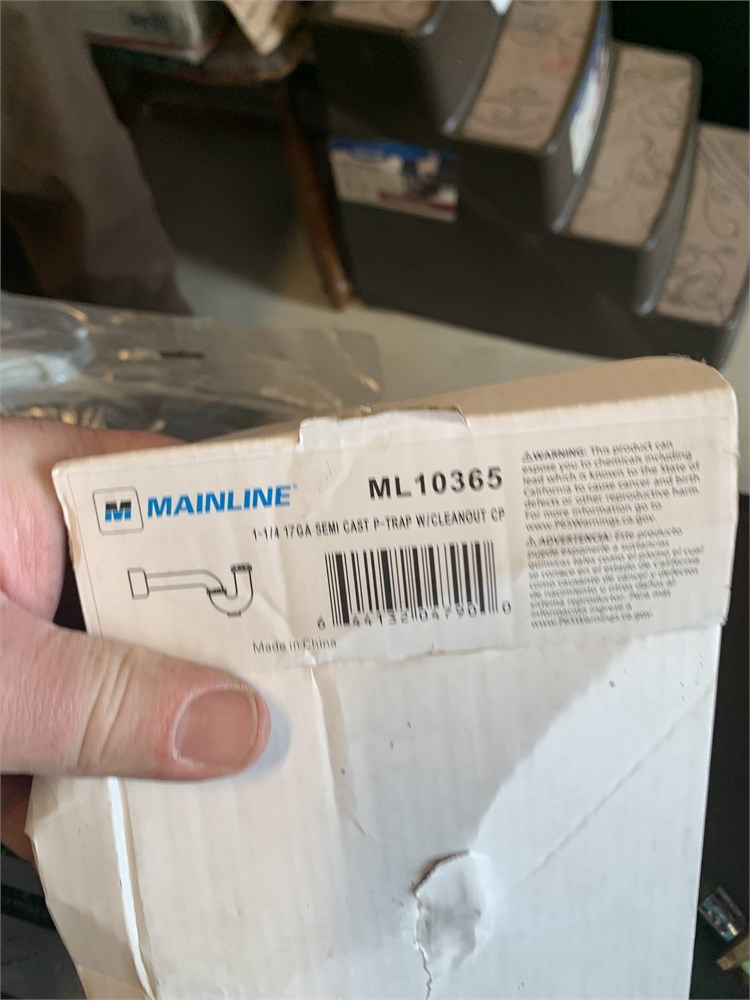 M MAINLINE
ML10365
1-1/4 17GA SEMI CAST P-TRAP W/CLEANOUT CP
6 44132 04790 0
Made in China
⚠WARNING: This product can
expose you to chemicals including
lead which is known to the State of
California to cause cancer and birth
defects or other reproductive harm.
For more information go to
www.P65Warnings.ca.gov.
⚠ADVERTENCIA: Este producto
puede exponerle a químicos
www.P65Warnings.ca.gov.